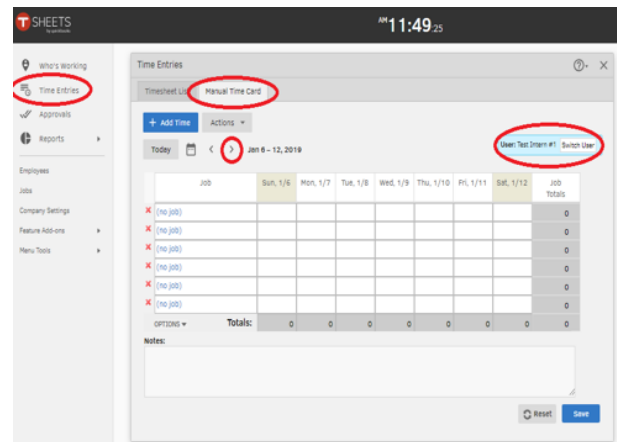 T SHEETS
by quickbooks
AM 11:49:25
Who's Working
Time Entries
Approvals
Reports
Employees
Jobs
Company Settings
Feature Add-ons
Menu Tools
Time Entries
Timesheet List
Manual Time Card
+ Add Time
Actions
Today
Jan 6 – 12, 2019
User: Test Intern #1 Switch User
Job Sun, 1/6 Mon, 1/7 Tue, 1/8 Wed, 1/9 Thu, 1/10 Fri, 1/11 Sat, 1/12 Job Totals
(no job) 0
(no job) 0
(no job) 0
(no job) 0
(no job) 0
(no job) 0
OPTIONS Totals: 0 0 0 0 0 0 0 0
Notes:
Reset Save